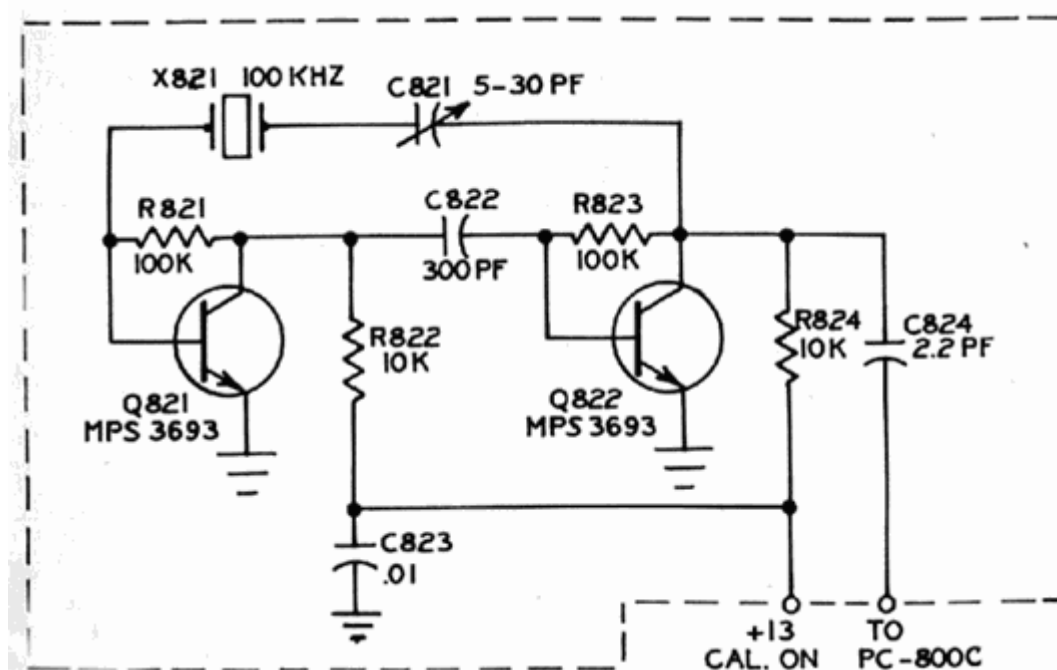 X821 100 KHZ
C821 5-30 PF
R821
100K
C822
300 PF
R823
100K
R822
10K
R824
10K
C824
2.2 PF
Q821
MPS 3693
Q822
MPS 3693
C823
.01
+13
CAL. ON
TO
PC-800C